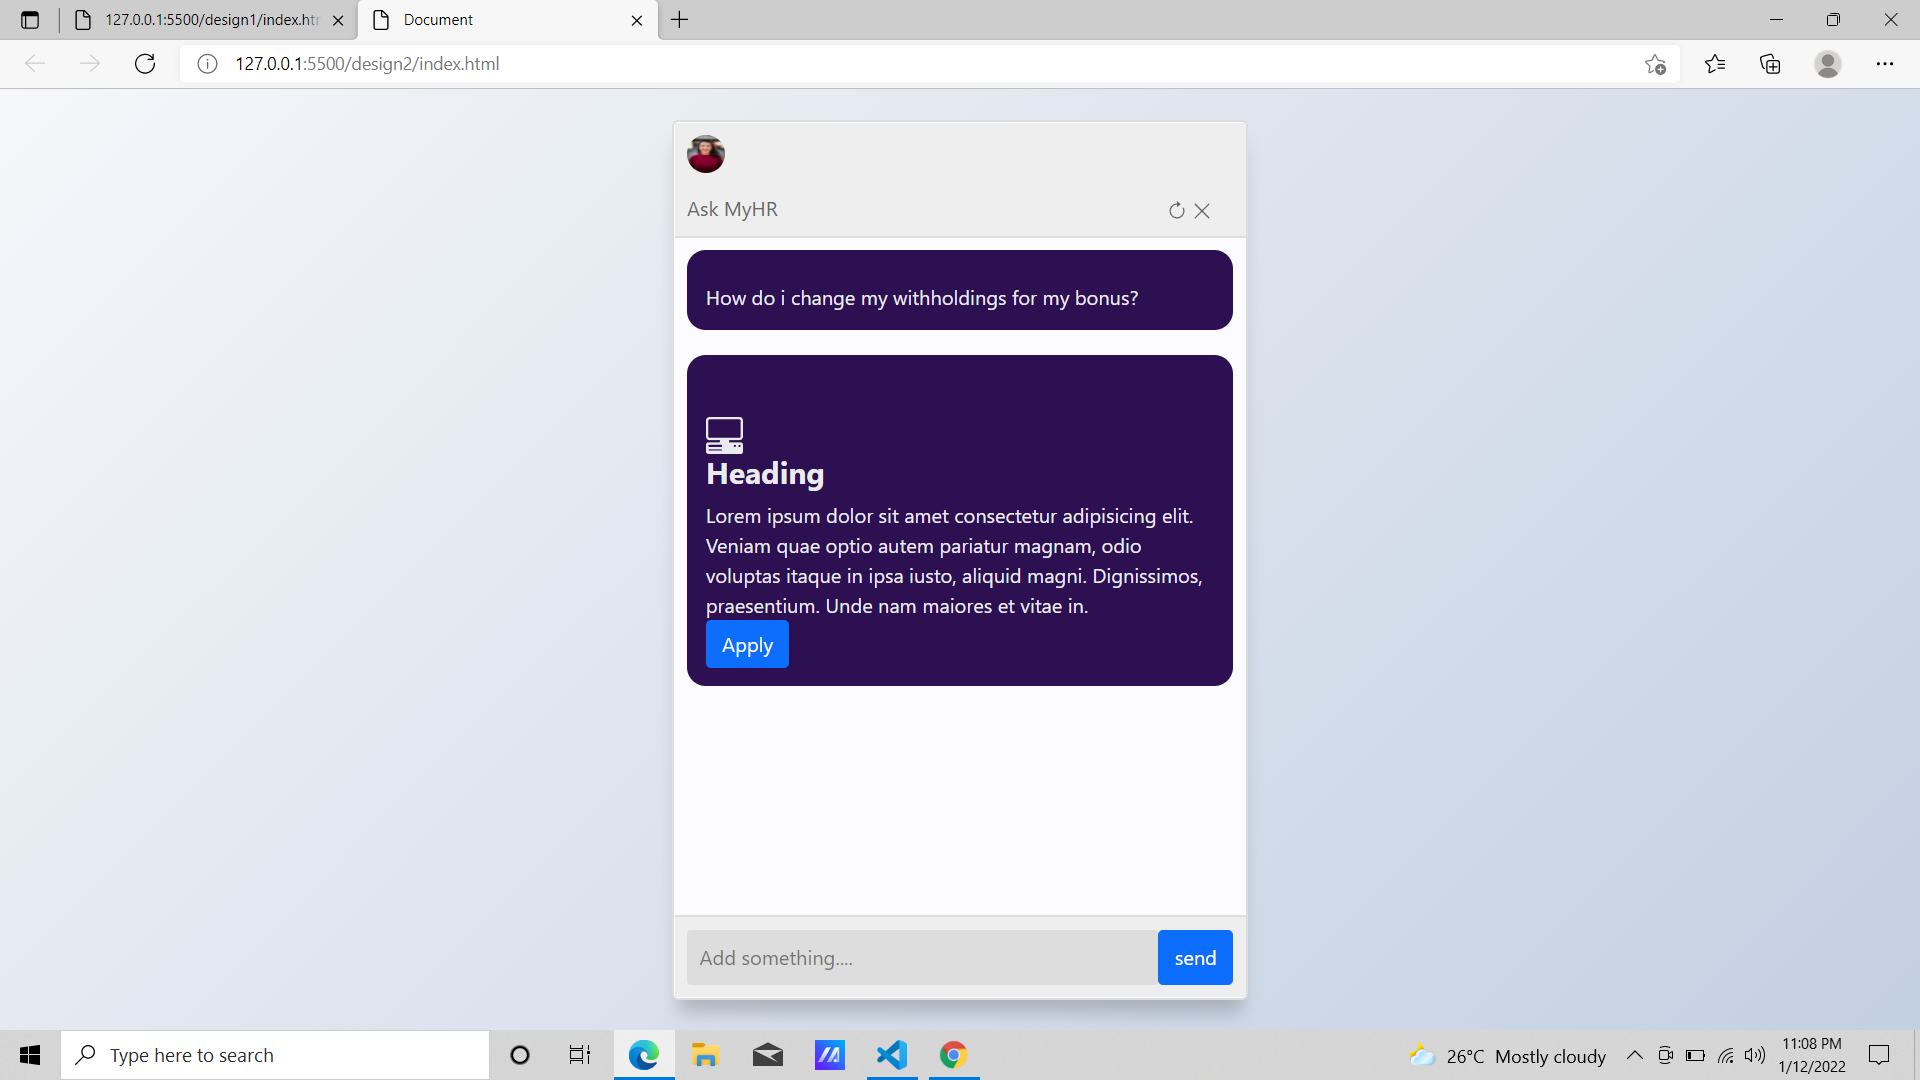 127.0.0.1:5500/design1/index.ht
Document
127.0.0.1:5500/design2/index.html
Ask MyHR
How do i change my withholdings for my bonus?
Heading
Lorem ipsum dolor sit amet consectetur adipisicing elit.
Veniam quae optio autem pariatur magnam, odio
voluptas itaque in ipsa iusto, aliquid magni. Dignissimos,
praesentium. Unde nam maiores et vitae in.
Apply
Add something....
send
Type here to search
26°C Mostly cloudy
11:08 PM
1/12/2022